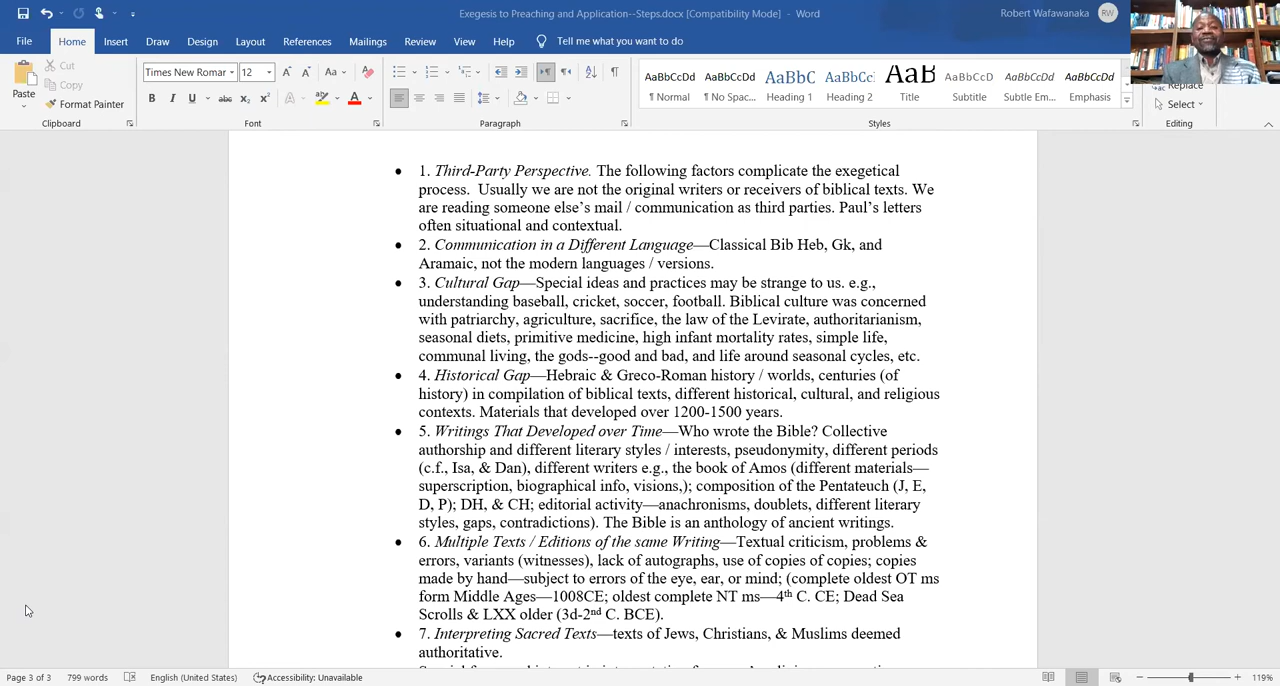 Exegesis to Preaching and Application--Steps.docx [Compatibility Mode] - Word
Robert Wafawanaka RW
File Home Insert Draw Design Layout References Mailings Review View Help Tell me what you want to do
Paste
Cut
Copy
Format Painter
Clipboard
Times New Romar 12
Aa
B I U abc x₂ x²
A
Font
Paragraph
AaBbCcDd AaBbCcDd AaBbC AaBbCc AaB AaBbCcD AaBbCcDd AaBbCcDd
¶ Normal ¶ No Spac... Heading 1 Heading 2 Title Subtitle Subtle Em... Emphasis
Styles
Replace
Select
Editing
• 1. Third-Party Perspective. The following factors complicate the exegetical
process.  Usually we are not the original writers or receivers of biblical texts. We
are reading someone else’s mail / communication as third parties. Paul’s letters
often situational and contextual.
• 2. Communication in a Different Language—Classical Bib Heb, Gk, and
Aramaic, not the modern languages / versions.
• 3. Cultural Gap—Special ideas and practices may be strange to us. e.g.,
understanding baseball, cricket, soccer, football. Biblical culture was concerned
with patriarchy, agriculture, sacrifice, the law of the Levirate, authoritarianism,
seasonal diets, primitive medicine, high infant mortality rates, simple life,
communal living, the gods--good and bad, and life around seasonal cycles, etc.
• 4. Historical Gap—Hebraic & Greco-Roman history / worlds, centuries (of
history) in compilation of biblical texts, different historical, cultural, and religious
contexts. Materials that developed over 1200-1500 years.
• 5. Writings That Developed over Time—Who wrote the Bible? Collective
authorship and different literary styles / interests, pseudonymity, different periods
(c.f., Isa, & Dan), different writers e.g., the book of Amos (different materials—
superscription, biographical info, visions,); composition of the Pentateuch (J, E,
D, P); DH, & CH; editorial activity—anachronisms, doublets, different literary
styles, gaps, contradictions). The Bible is an anthology of ancient writings.
• 6. Multiple Texts / Editions of the same Writing—Textual criticism, problems &
errors, variants (witnesses), lack of autographs, use of copies of copies; copies
made by hand—subject to errors of the eye, ear, or mind; (complete oldest OT ms
form Middle Ages—1008CE; oldest complete NT ms—4th C. CE; Dead Sea
Scrolls & LXX older (3d-2nd C. BCE).
• 7. Interpreting Sacred Texts—texts of Jews, Christians, & Muslims deemed
authoritative.
Page 3 of 3 799 words English (United States) Accessibility: Unavailable 119%